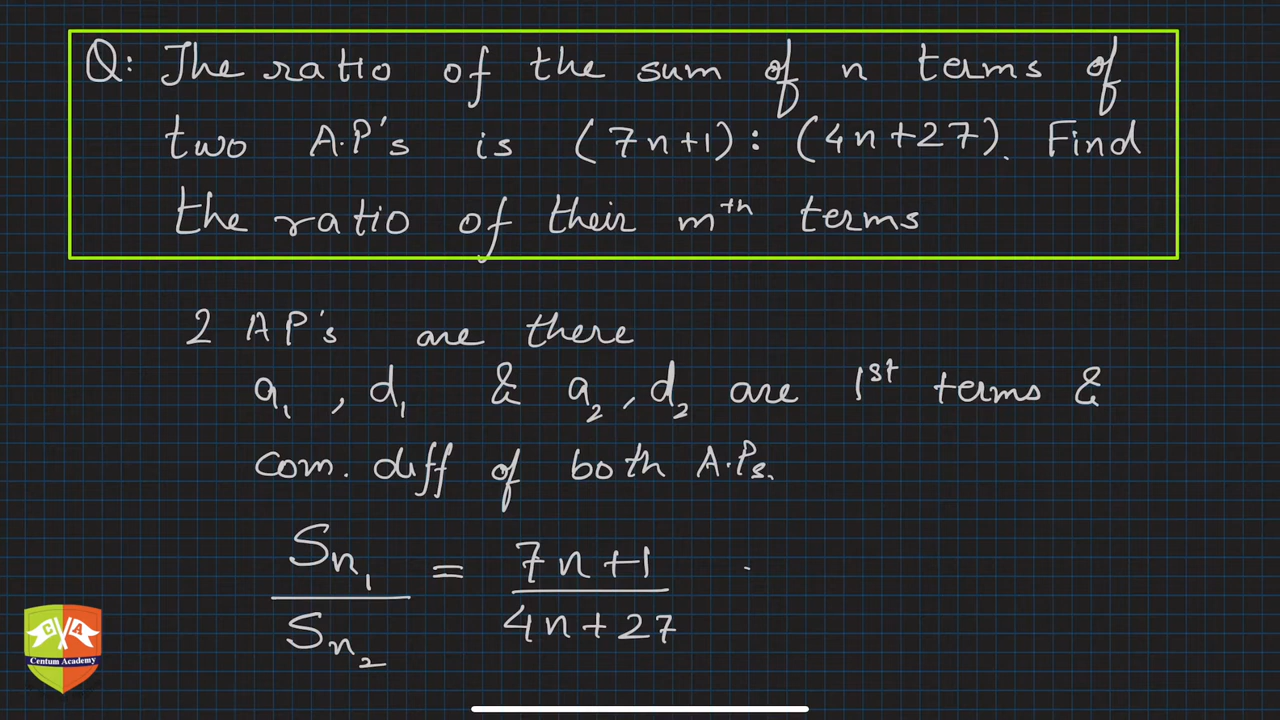 Q: The ratio of the sum of n terms of
two A.P's is (7n+1) : (4n+27). Find
the ratio of their mᵗʰ terms
2 AP's are there
a₁, d₁ & a₂, d₂ are 1ˢᵗ terms &
com. diff of both A.Ps.
Sn₁ = 7n+1
Sn₂ 4n+27
C A
Centum Academy